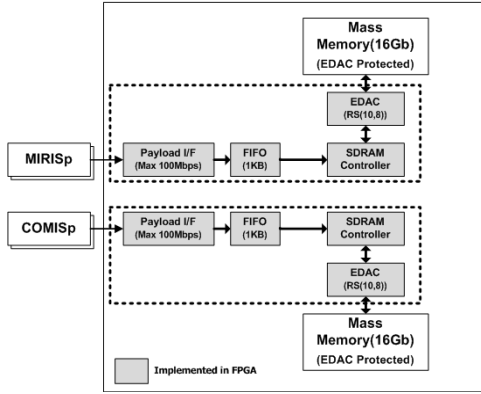 Mass
Memory(16Gb)
(EDAC Protected)
EDAC
(RS(10,8))
MIRISp
Payload I/F
(Max 100Mbps)
FIFO
(1KB)
SDRAM
Controller
COMISp
Payload I/F
(Max 100Mbps)
FIFO
(1KB)
SDRAM
Controller
EDAC
(RS(10,8))
Mass
Memory(16Gb)
(EDAC Protected)
Implemented in FPGA